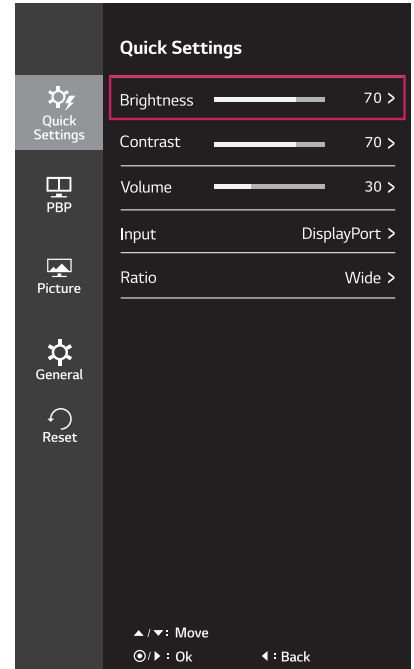 Quick Settings
Quick
Settings
PBP
Picture
General
Reset
Brightness 70 >
Contrast 70 >
Volume 30 >
Input DisplayPort >
Ratio Wide >
▲ / ▼: Move
◉/ ▶ : Ok ◀ : Back